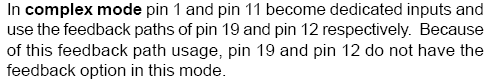 In complex mode pin 1 and pin 11 become dedicated inputs and
use the feedback paths of pin 19 and pin 12 respectively. Because
of this feedback path usage, pin 19 and pin 12 do not have the
feedback option in this mode.